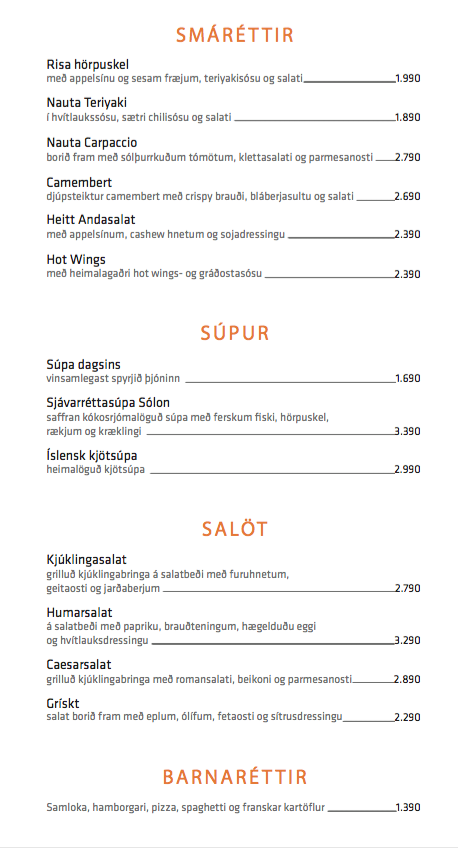 SMÁRÉTTIR
Risa hörpuskel
með appelsínu og sesam fræjum, teriyakisósu og salati 1.990
Nauta Teriyaki
í hvítlaukssósu, sætri chilisósu og salati 1.890
Nauta Carpaccio
borið fram með sólþurrkuðum tómötum, klettasalati og parmesanosti 2.790
Camembert
djúpsteiktur camembert með crispy brauði, bláberjasultu og salati 2.690
Heitt Andasalat
með appelsínum, cashew hnetum og sojadressingu 2.390
Hot Wings
með heimalagaðri hot wings- og gráðostasósu 2.390
SÚPUR
Súpa dagsins
vinsamlegast spyrjið þjóninn 1.690
Sjávarréttasúpa Sólon
saffran kókosrjómalöguð súpa með ferskum fiski, hörpuskel,
rækjum og kræklingi 3.390
Íslensk kjötsúpa
heimalöguð kjötsúpa 2.990
SALÖT
Kjúklingasalat
grilluð kjúklingabringa á salatbeði með furuhnetum,
geitaosti og jarðaberjum 2.790
Humarsalat
á salatbeði með papriku, brauðteningum, hægelduðu eggi
og hvítlauksdressingu 3.290
Caesarsalat
grilluð kjúklingabringa með romansalati, beikoni og parmesanosti 2.890
Grískt
salat borið fram með eplum, ólífum, fetaosti og sítrusdressingu 2.290
BARNARÉTTIR
Samloka, hamborgari, pizza, spaghetti og franskar kartöflur 1.390